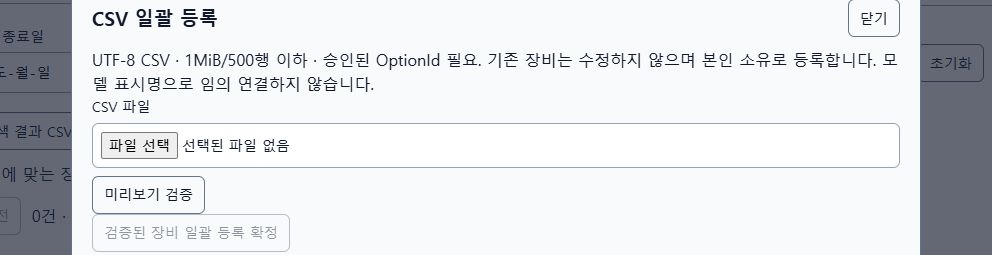 CSV 일괄 등록
닫기
종료일
UTF-8 CSV · 1MiB/500행 이하 · 승인된 OptionId 필요. 기존 장비는 수정하지 않으며 본인 소유로 등록합니다. 모
델 표시명으로 임의 연결하지 않습니다.
도-월-일
초기화
CSV 파일
색 결과 CSV
파일 선택 선택된 파일 없음
에 맞는 장
미리보기 검증
전
0건 ·
검증된 장비 일괄 등록 확정